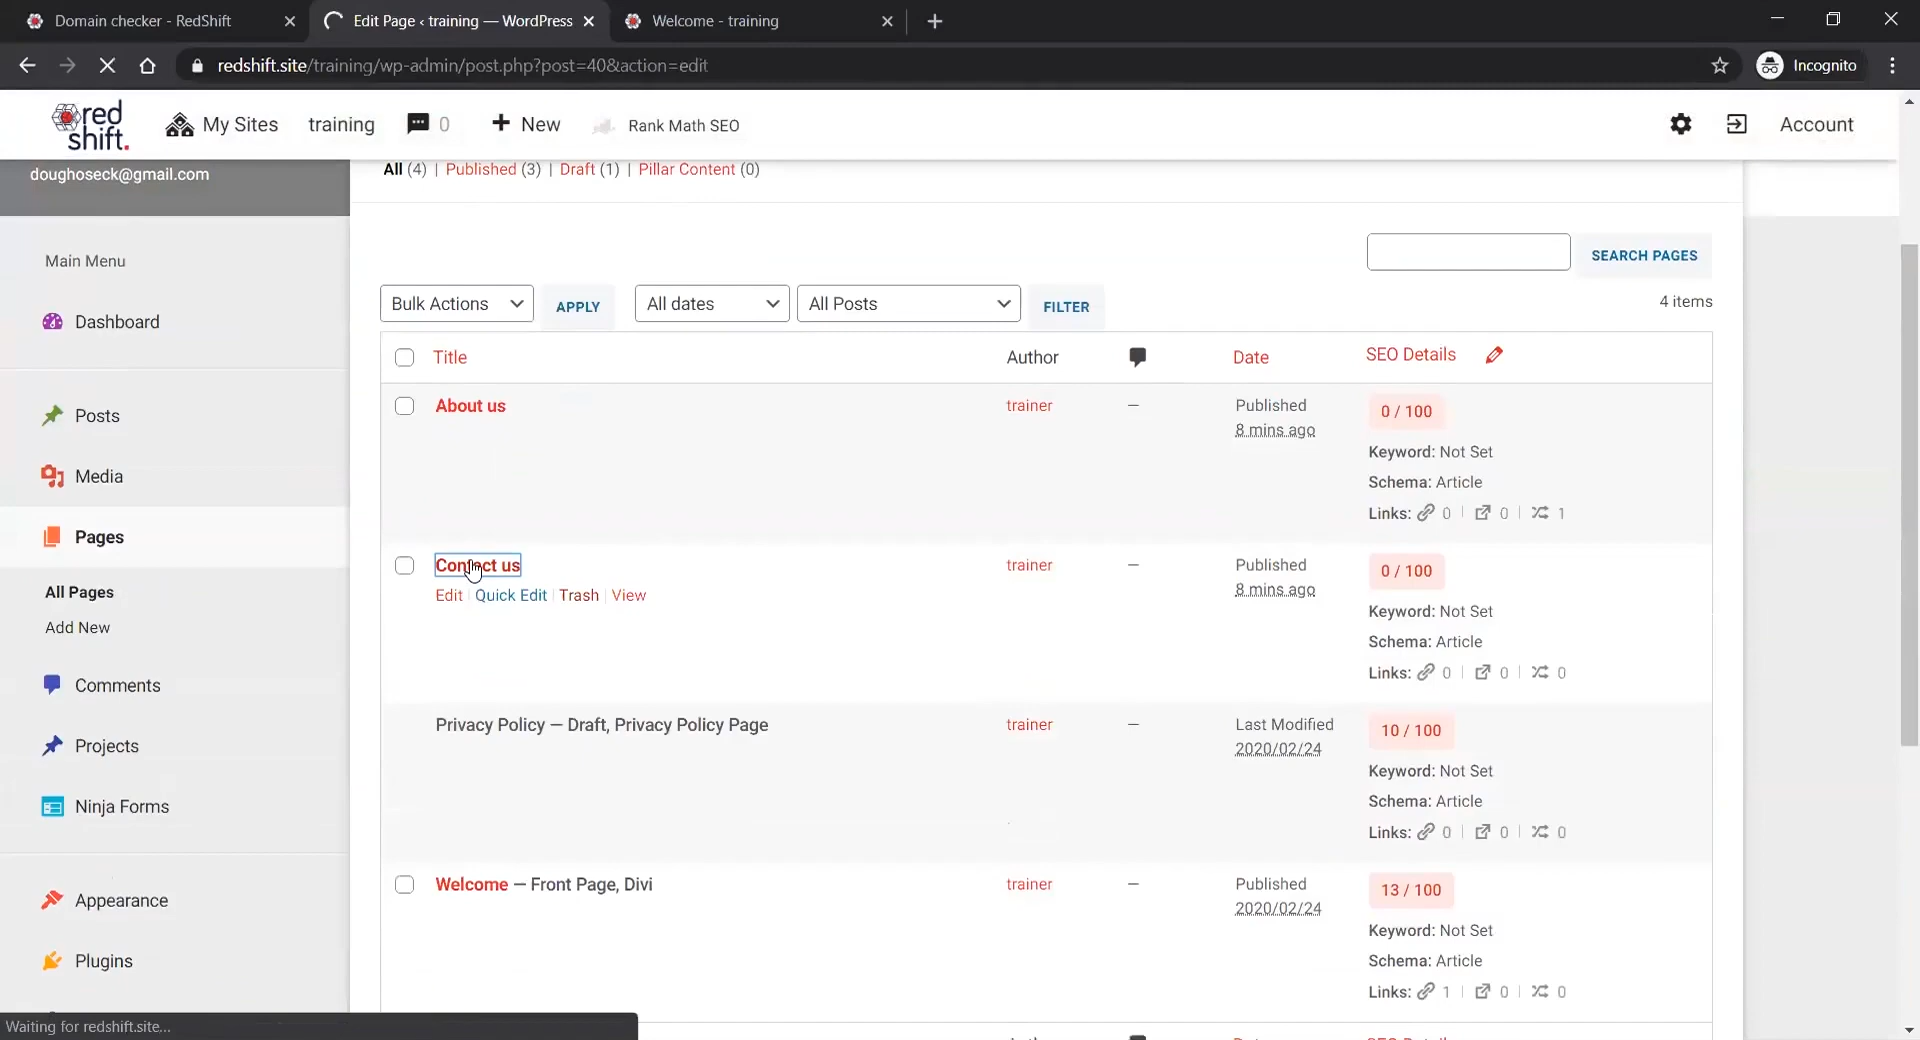 Domain checker - RedShift
Edit Page ‹ training — WordPress
Welcome - training
redshift.site/training/wp-admin/post.php?post=40&action=edit
Incognito
red shift.
My Sites
training
0
New
Rank Math SEO
Account
doughoseck@gmail.com
All (4) | Published (3) | Draft (1) | Pillar Content (0)
Main Menu
Dashboard
Posts
Media
Pages
All Pages
Add New
Comments
Projects
Ninja Forms
Appearance
Plugins
SEARCH PAGES
Bulk Actions
APPLY
All dates
All Posts
FILTER
4 items
Title
Author
Date
SEO Details
About us
trainer
—
Published
8 mins ago
0 / 100
Keyword: Not Set
Schema: Article
Links: 0 | 0 | 1
Contact us
Edit | Quick Edit | Trash | View
trainer
—
Published
8 mins ago
0 / 100
Keyword: Not Set
Schema: Article
Links: 0 | 0 | 0
Privacy Policy — Draft, Privacy Policy Page
trainer
—
Last Modified
2020/02/24
10 / 100
Keyword: Not Set
Schema: Article
Links: 0 | 0 | 0
Welcome — Front Page, Divi
trainer
—
Published
2020/02/24
13 / 100
Keyword: Not Set
Schema: Article
Links: 1 | 0 | 0
Waiting for redshift.site...